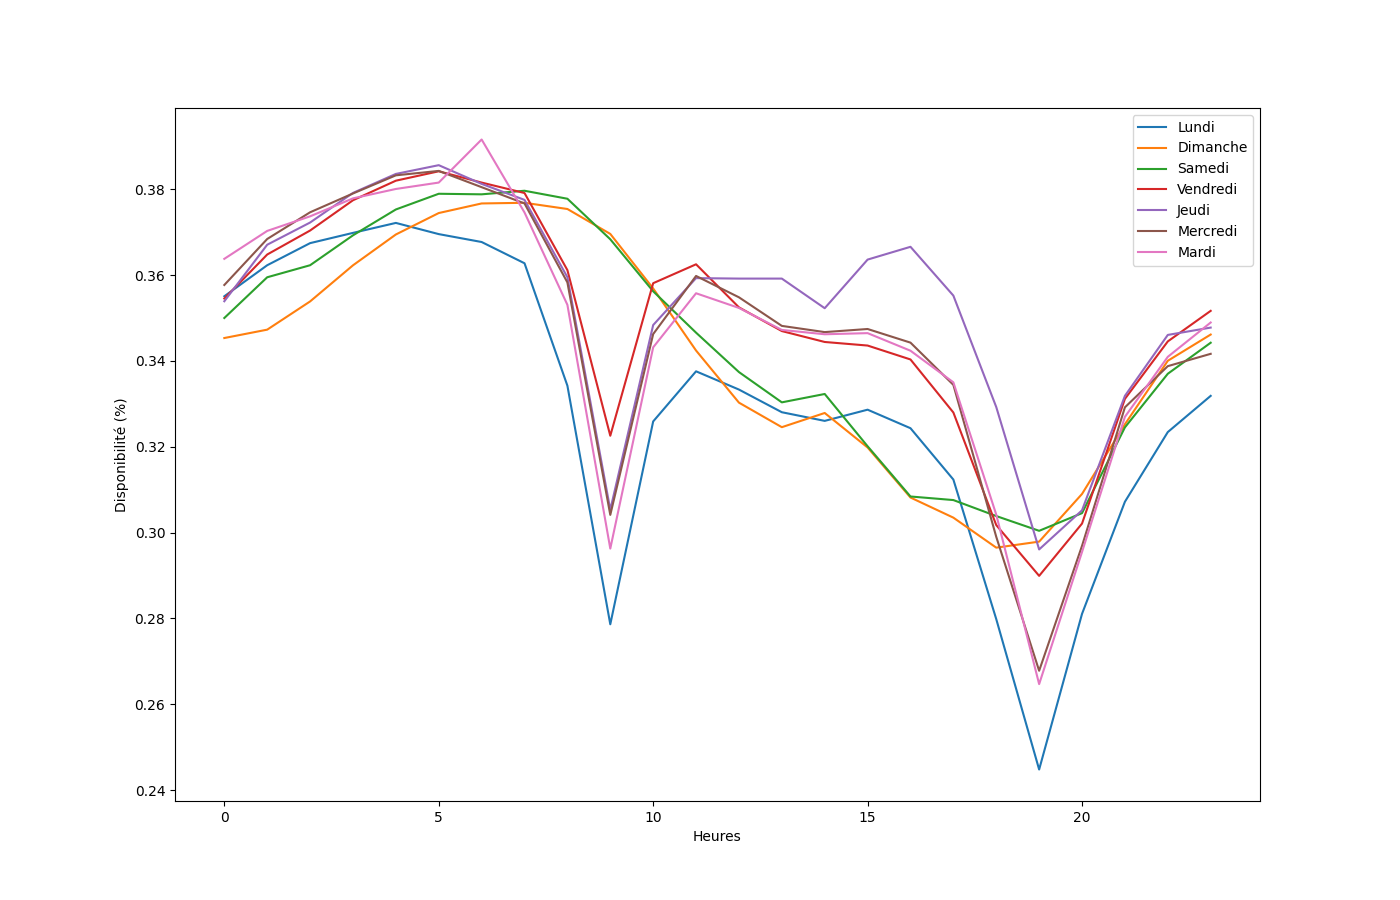 Lundi
Dimanche
Samedi
Vendredi
Jeudi
Mercredi
Mardi
0.38
0.36
0.34
0.32
0.30
0.28
0.26
0.24
Disponibilité (%)
0 5 10 15 20
Heures